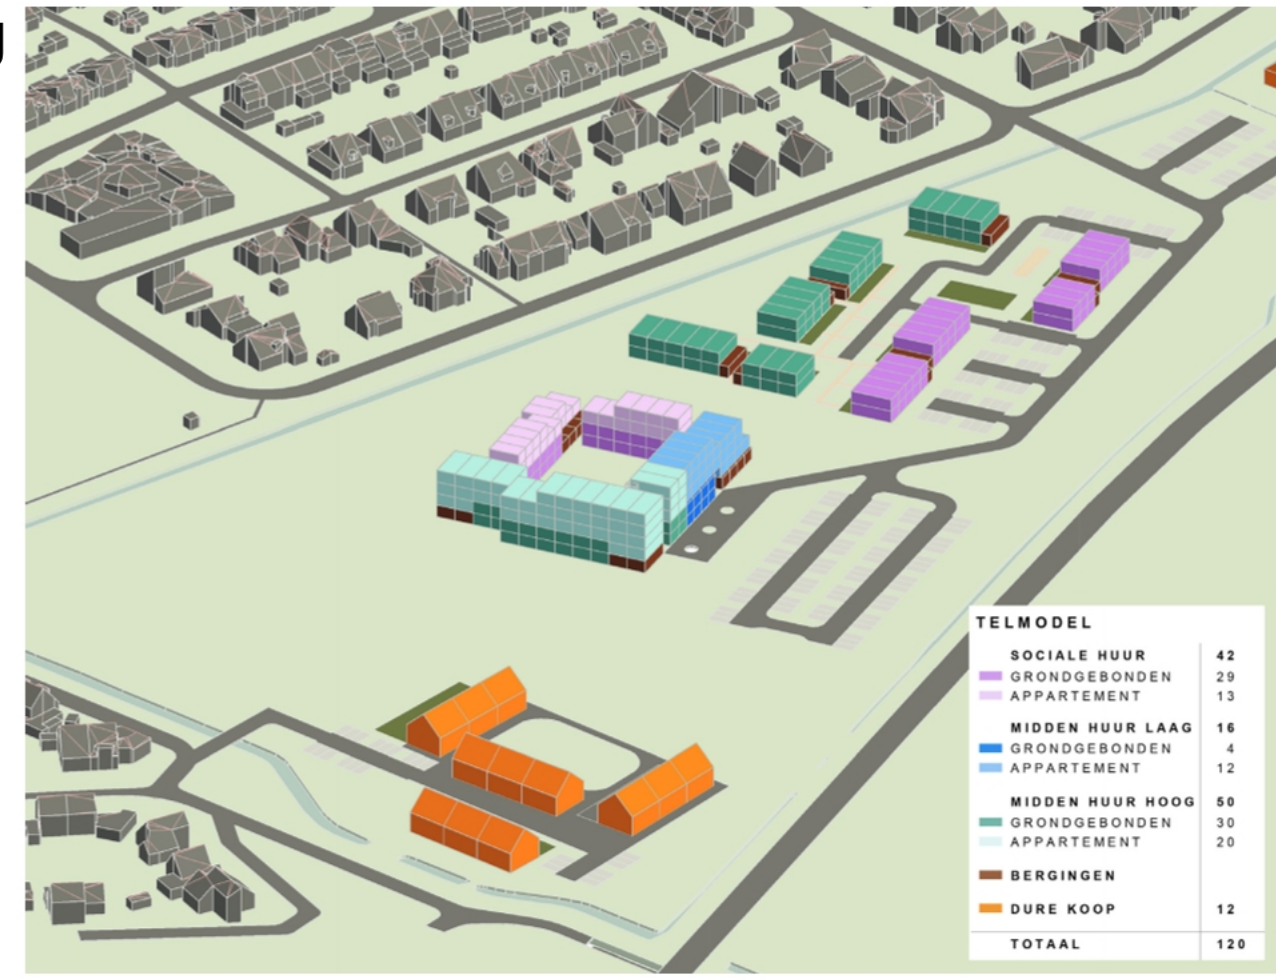 TELMODEL
SOCIALE HUUR 42
GRONDGEBONDEN 29
APPARTEMENT 13
MIDDEN HUUR LAAG 16
GRONDGEBONDEN 4
APPARTEMENT 12
MIDDEN HUUR HOOG 50
GRONDGEBONDEN 30
APPARTEMENT 20
BERGINGEN
DURE KOOP 12
TOTAAL 120